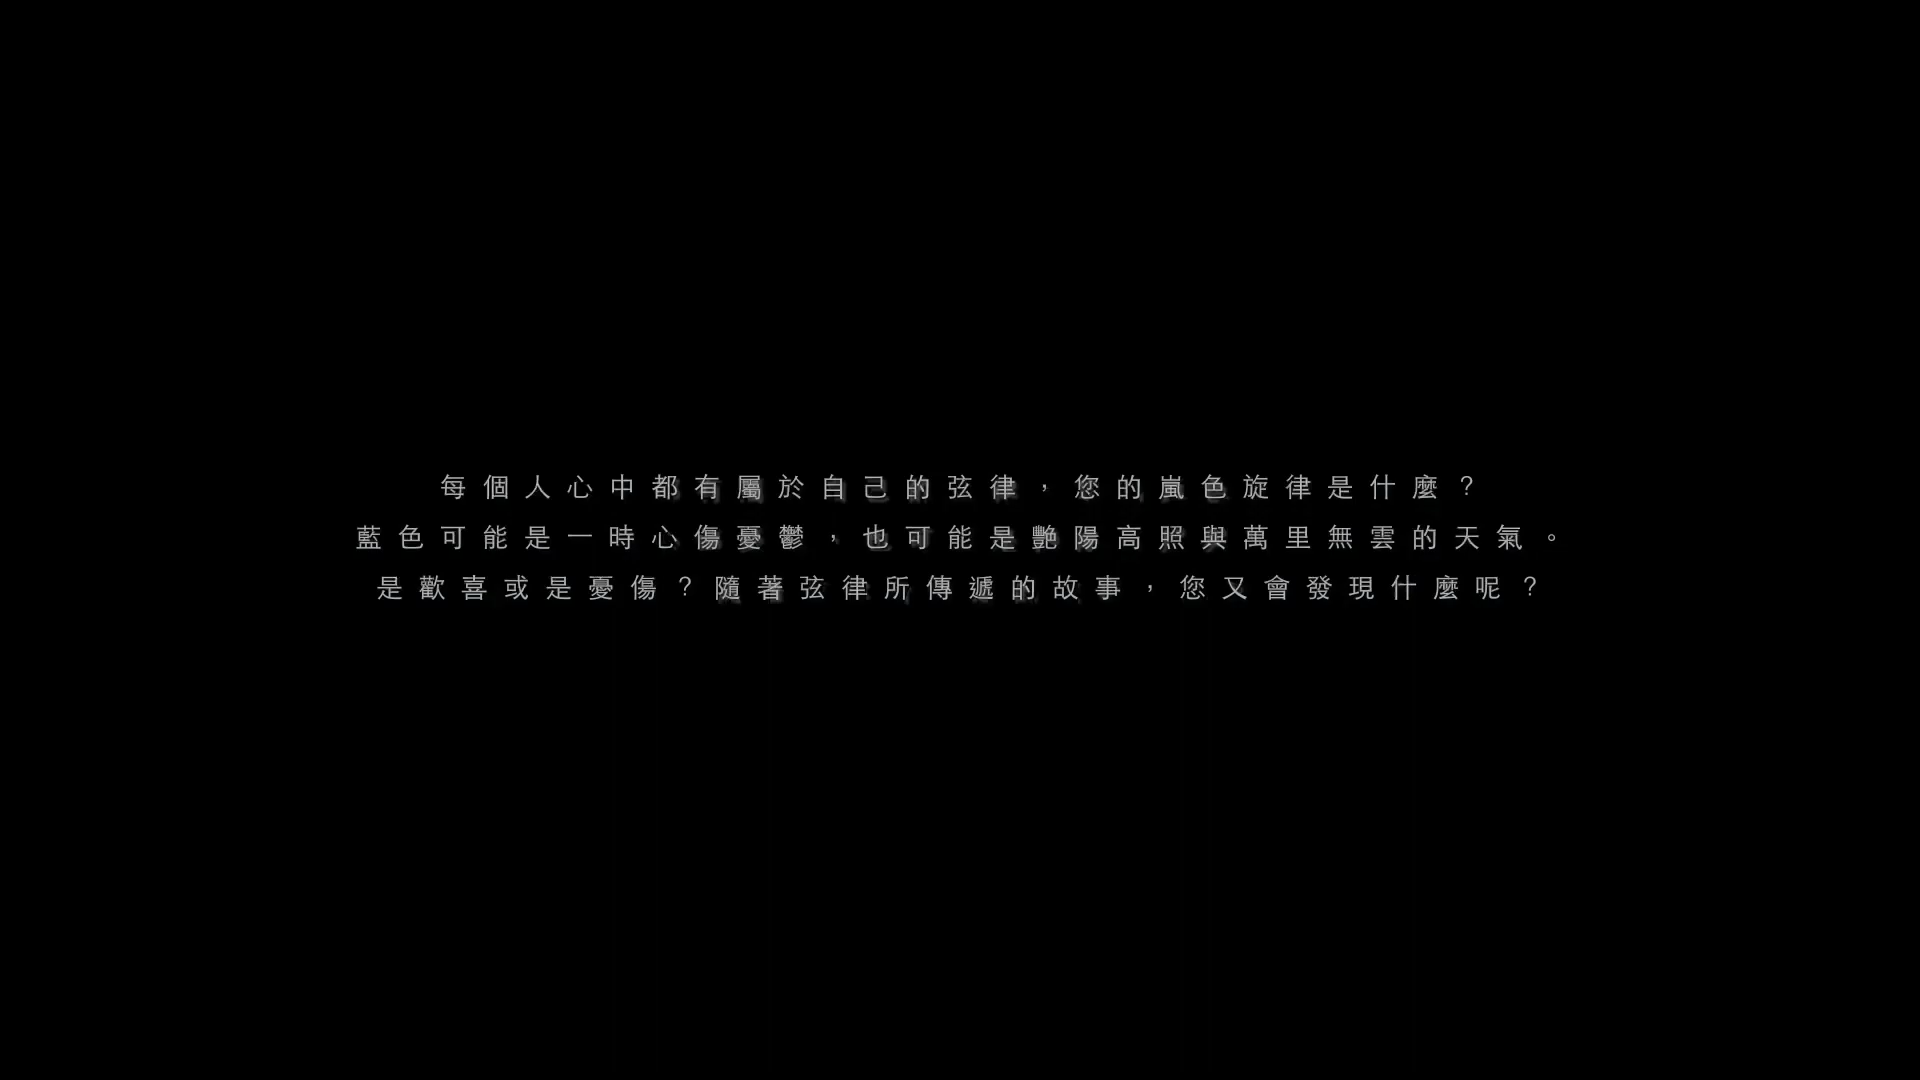 每個人心中都有屬於自己的弦律，您的嵐色旋律是什麼？
藍色可能是一時心傷憂鬱，也可能是艷陽高照與萬里無雲的天氣。
是歡喜或是憂傷？隨著弦律所傳遞的故事，您又會發現什麼呢？